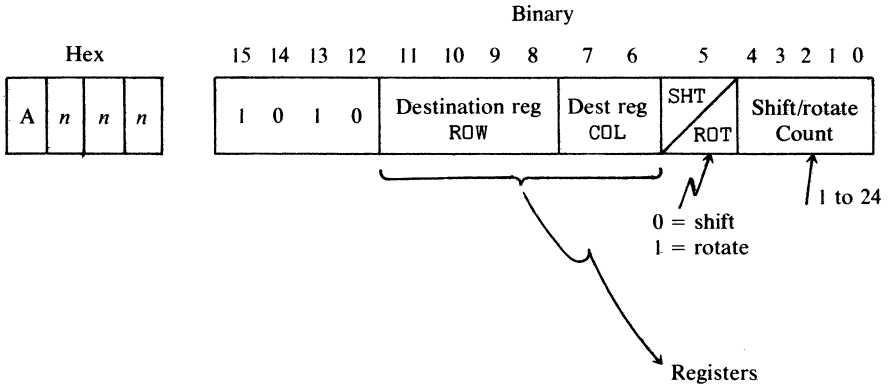 Binary
Hex
15 14 13 12 11 10 9 8 7 6 5 4 3 2 1 0
A n n n
1 0 1 0
Destination reg
ROW
Dest reg
COL
SHT
ROT
Shift/rotate
Count
1 to 24
0 = shift
1 = rotate
Registers